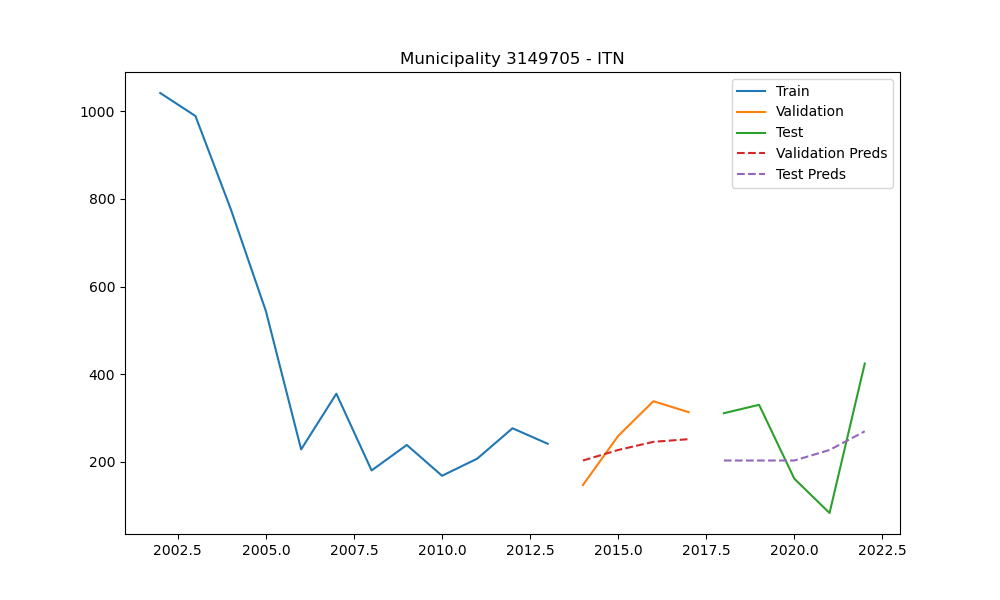 Municipality 3149705 - ITN
Train
Validation
Test
Validation Preds
Test Preds
1000
800
600
400
200
2002.5 2005.0 2007.5 2010.0 2012.5 2015.0 2017.5 2020.0 2022.5